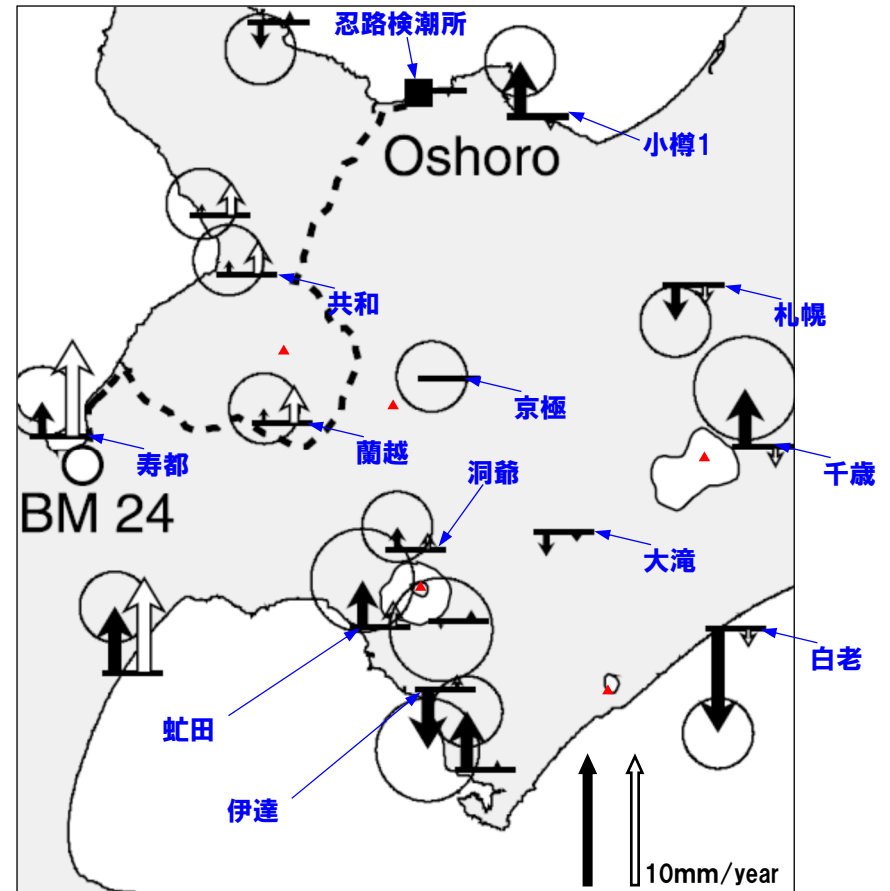 忍路検潮所
小樽1
Oshoro
共和
札幌
京極
蘭越
寿都
千歳
洞爺
BM 24
大滝
白老
虻田
伊達
10mm/year